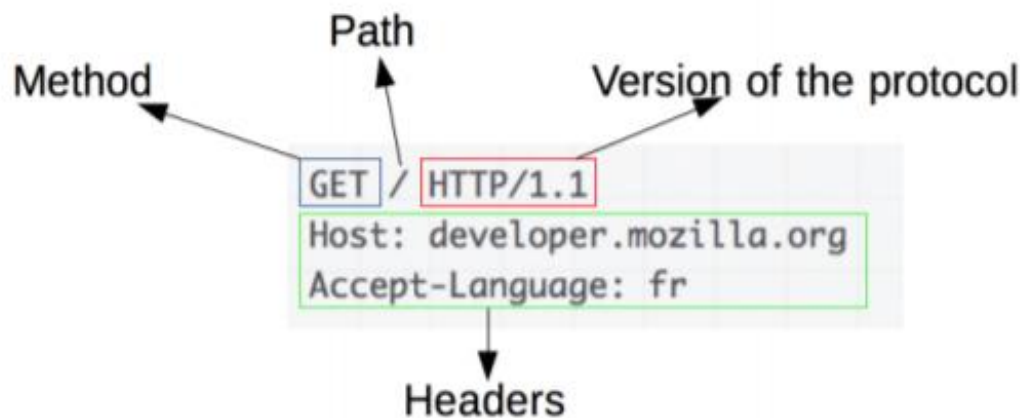 Path
Method
Version of the protocol
GET / HTTP/1.1
Host: developer.mozilla.org
Accept-Language: fr
Headers